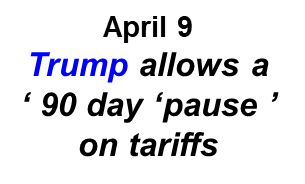 April 9
Trump allows a
‘ 90 day ‘pause ’
on tariffs